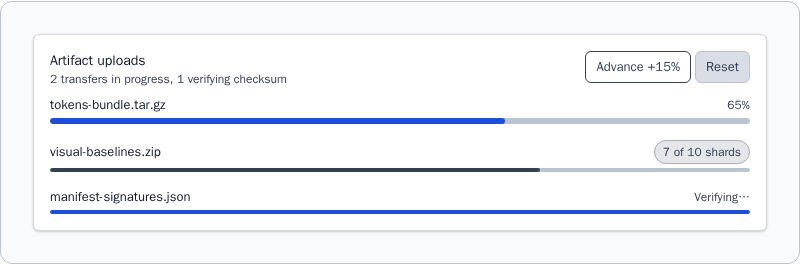 Artifact uploads
2 transfers in progress, 1 verifying checksum
Advance +15%
Reset
tokens-bundle.tar.gz
65%
visual-baselines.zip
7 of 10 shards
manifest-signatures.json
Verifying⋯